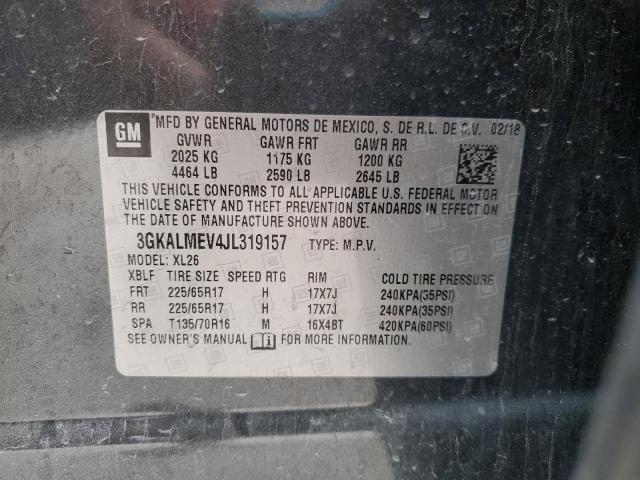 GM *MFD BY GENERAL MOTORS DE MEXICO, S. DE R.L. DE C.V. 02/18
GVWR GAWR FRT GAWR RR
2025 KG 1175 KG 1200 KG
4464 LB 2590 LB 2645 LB
THIS VEHICLE CONFORMS TO ALL APPLICABLE U.S. FEDERAL MOTOR
VEHICLE SAFETY AND THEFT PREVENTION STANDARDS IN EFFECT ON
THE DATE OF MANUFACTURE SHOWN ABOVE.
3GKALMEV4JL319157 TYPE: M.P.V.
MODEL: XL26
XBLF TIRE SIZE SPEED RTG RIM COLD TIRE PRESSURE
FRT 225/65R17 H 17X7J 240KPA(35PSI)
RR 225/65R17 H 17X7J 240KPA(35PSI)
SPA T135/70R16 M 16X4BT 420KPA(60PSI)
SEE OWNER'S MANUAL FOR MORE INFORMATION.